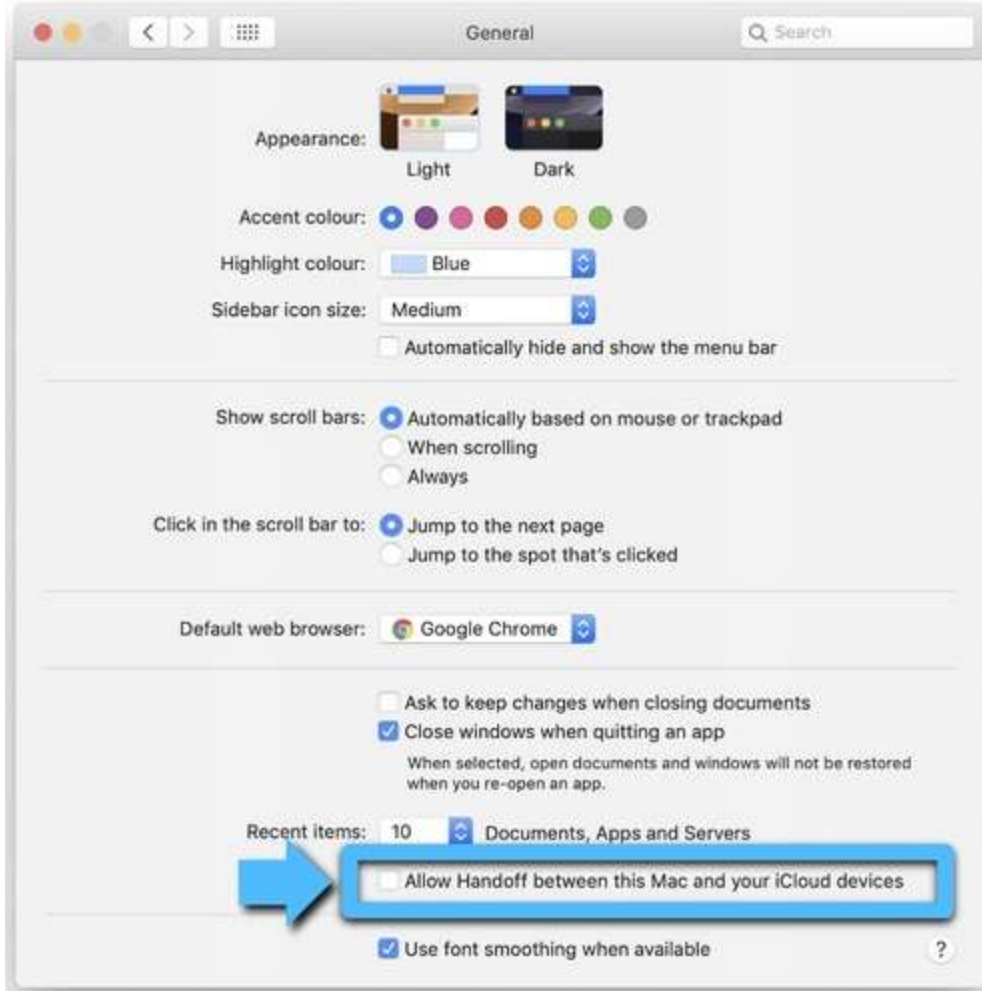 General
Search
Appearance:
Light
Dark
Accent colour:
Highlight colour: Blue
Sidebar icon size: Medium
Automatically hide and show the menu bar
Show scroll bars: Automatically based on mouse or trackpad
When scrolling
Always
Click in the scroll bar to: Jump to the next page
Jump to the spot that's clicked
Default web browser: Google Chrome
Ask to keep changes when closing documents
Close windows when quitting an app
When selected, open documents and windows will not be restored
when you re-open an app.
Recent items: 10 Documents, Apps and Servers
Allow Handoff between this Mac and your iCloud devices
Use font smoothing when available
?